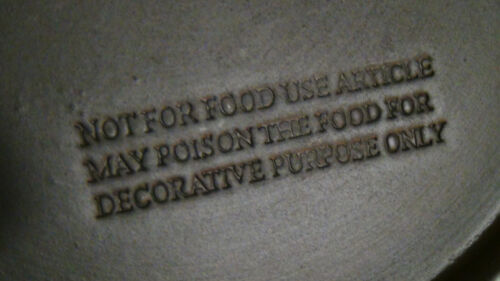 NOT FOR FOOD USE ARTICLE
MAY POISON THE FOOD FOR
DECORATIVE PURPOSE ONLY